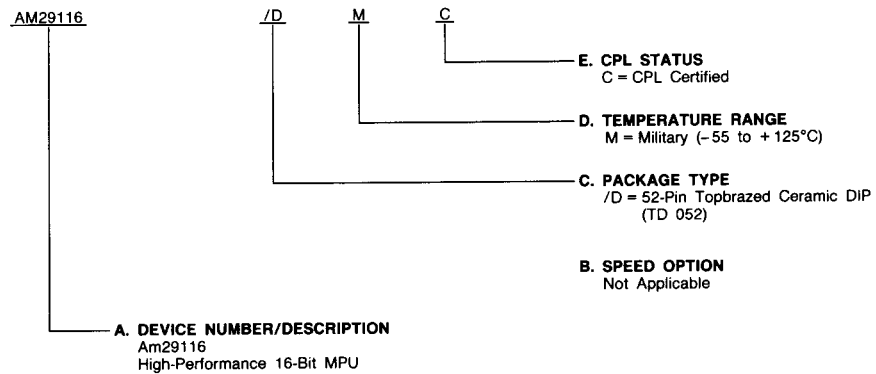 AM29116 /D M C
E. CPL STATUS
C = CPL Certified
D. TEMPERATURE RANGE
M = Military (–55 to +125°C)
C. PACKAGE TYPE
/D = 52-Pin Topbrazed Ceramic DIP
(TD 052)
B. SPEED OPTION
Not Applicable
A. DEVICE NUMBER/DESCRIPTION
Am29116
High-Performance 16-Bit MPU